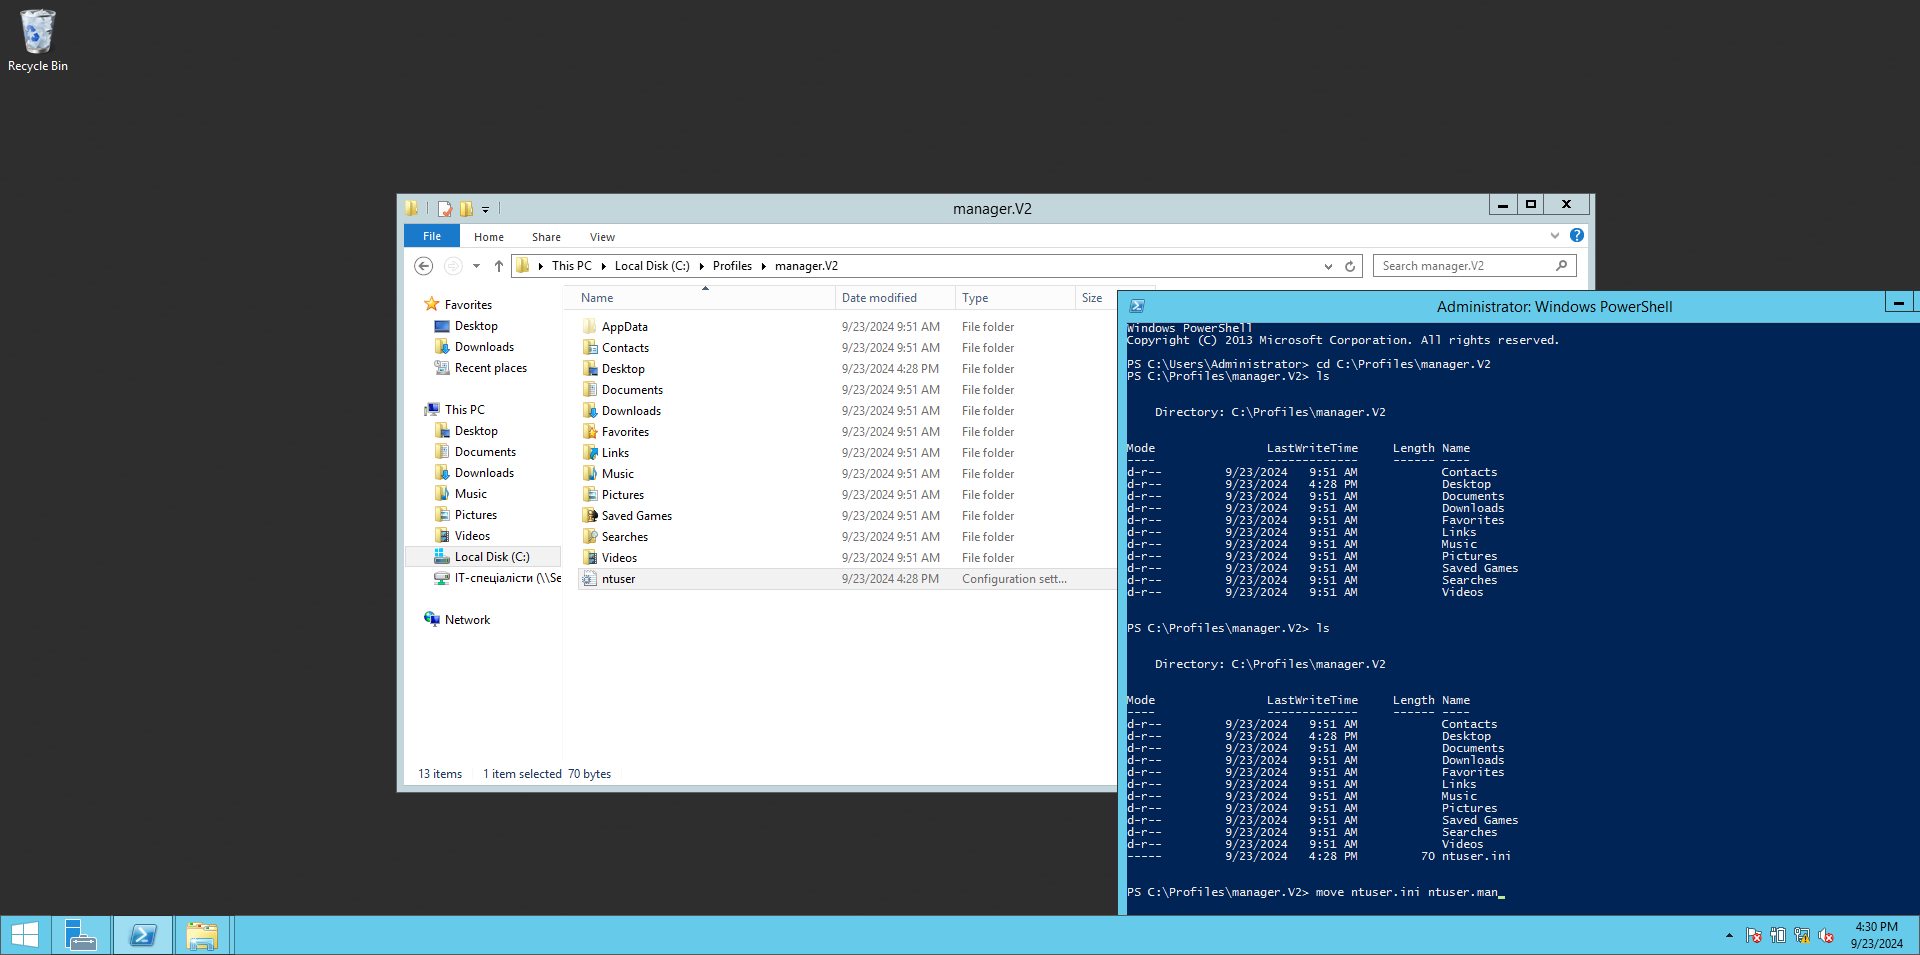 Recycle Bin
manager.V2
File
Home
Share
View
This PC
Local Disk (C:)
Profiles
manager.V2
Search manager.V2
Favorites
Desktop
Downloads
Recent places
This PC
Desktop
Documents
Downloads
Music
Pictures
Videos
Local Disk (C:)
IT-спеціалісти (\\Se
Network
Name Date modified Type Size
AppData 9/23/2024 9:51 AM File folder
Contacts 9/23/2024 9:51 AM File folder
Desktop 9/23/2024 4:28 PM File folder
Documents 9/23/2024 9:51 AM File folder
Downloads 9/23/2024 9:51 AM File folder
Favorites 9/23/2024 9:51 AM File folder
Links 9/23/2024 9:51 AM File folder
Music 9/23/2024 9:51 AM File folder
Pictures 9/23/2024 9:51 AM File folder
Saved Games 9/23/2024 9:51 AM File folder
Searches 9/23/2024 9:51 AM File folder
Videos 9/23/2024 9:51 AM File folder
ntuser 9/23/2024 4:28 PM Configuration sett...
13 items 1 item selected 70 bytes
Administrator: Windows PowerShell
Windows PowerShell
Copyright (C) 2013 Microsoft Corporation. All rights reserved.
PS C:\Users\Administrator> cd C:\Profiles\manager.V2
PS C:\Profiles\manager.V2> ls
Directory: C:\Profiles\manager.V2
Mode LastWriteTime Length Name
---- ------------- ------ ----
d-r-- 9/23/2024 9:51 AM Contacts
d-r-- 9/23/2024 4:28 PM Desktop
d-r-- 9/23/2024 9:51 AM Documents
d-r-- 9/23/2024 9:51 AM Downloads
d-r-- 9/23/2024 9:51 AM Favorites
d-r-- 9/23/2024 9:51 AM Links
d-r-- 9/23/2024 9:51 AM Music
d-r-- 9/23/2024 9:51 AM Pictures
d-r-- 9/23/2024 9:51 AM Saved Games
d-r-- 9/23/2024 9:51 AM Searches
d-r-- 9/23/2024 9:51 AM Videos
PS C:\Profiles\manager.V2> ls
Directory: C:\Profiles\manager.V2
Mode LastWriteTime Length Name
---- ------------- ------ ----
d-r-- 9/23/2024 9:51 AM Contacts
d-r-- 9/23/2024 4:28 PM Desktop
d-r-- 9/23/2024 9:51 AM Documents
d-r-- 9/23/2024 9:51 AM Downloads
d-r-- 9/23/2024 9:51 AM Favorites
d-r-- 9/23/2024 9:51 AM Links
d-r-- 9/23/2024 9:51 AM Music
d-r-- 9/23/2024 9:51 AM Pictures
d-r-- 9/23/2024 9:51 AM Saved Games
d-r-- 9/23/2024 9:51 AM Searches
d-r-- 9/23/2024 9:51 AM Videos
----- 9/23/2024 4:28 PM 70 ntuser.ini
PS C:\Profiles\manager.V2> move ntuser.ini ntuser.man
4:30 PM
9/23/2024